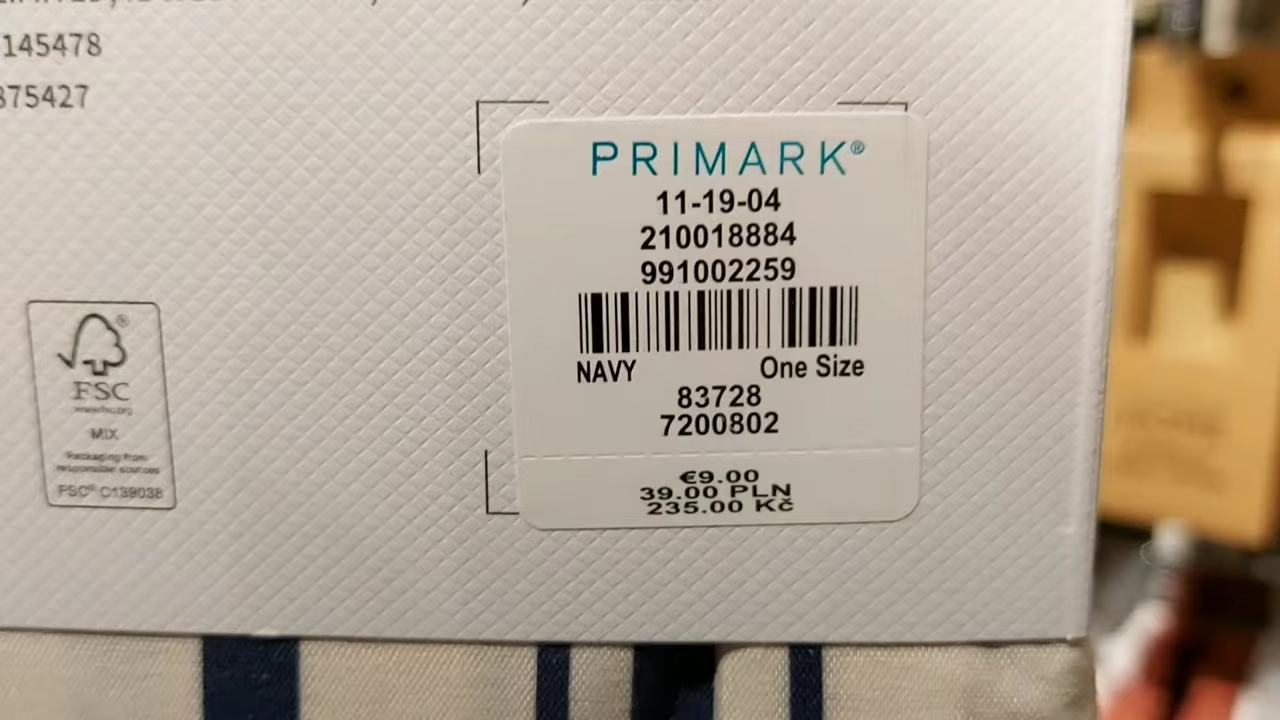 145478
875427
PRIMARK®
11-19-04
210018884
991002259
NAVY One Size
83728
7200802
€9.00
39.00 PLN
235.00 Kč
FSC
www.fsc.org
MIX
Packaging from
responsible sources
FSC® C139038